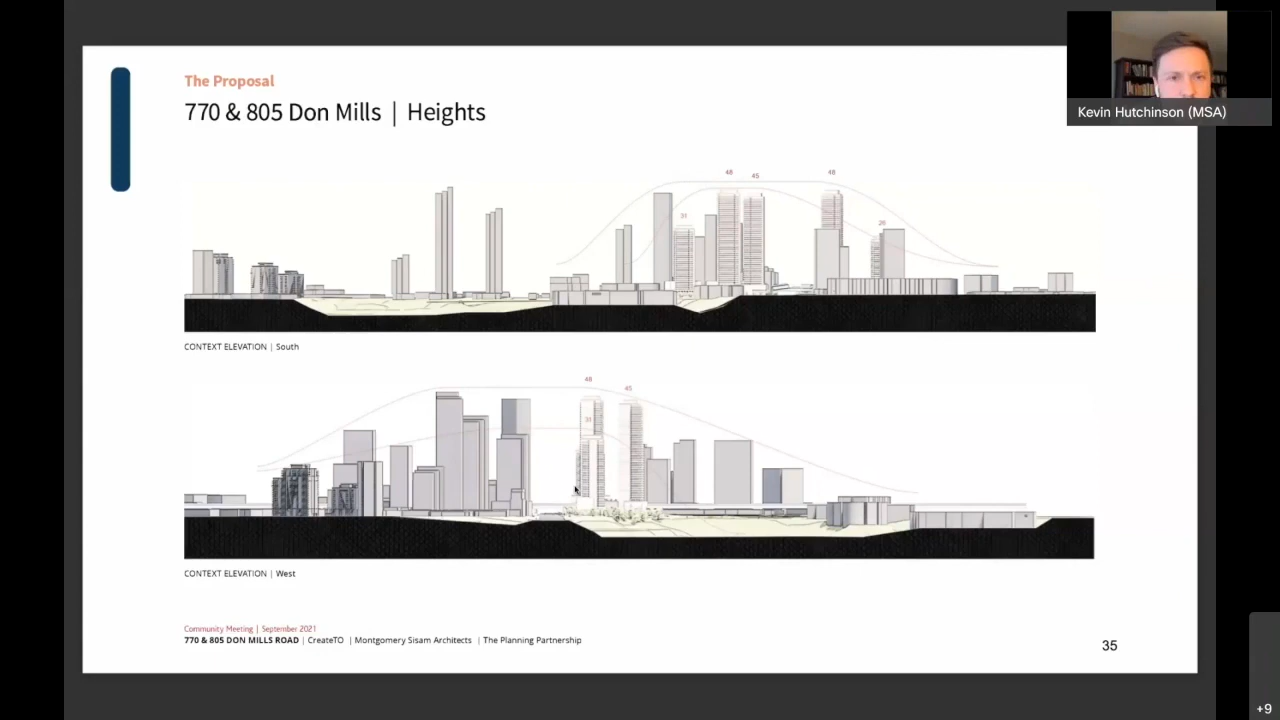 The Proposal
770 & 805 Don Mills | Heights
Kevin Hutchinson (MSA)
48
45
48
31
CONTEXT ELEVATION | South
48
45
31
CONTEXT ELEVATION | West
Community Meeting | September 2021
770 & 805 DON MILLS ROAD | CreateTO | Montgomery Sisam Architects | The Planning Partnership
35
+9